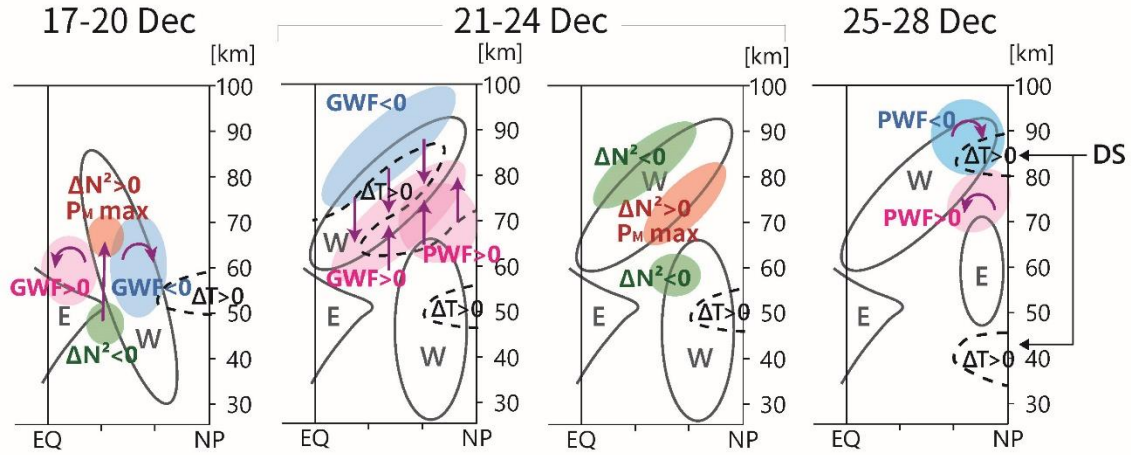 17-20 Dec
21-24 Dec
25-28 Dec
[km]
[km]
[km]
100
90
80
70
60
50
40
30
ΔN²>0
P_M max
GWF>0
GWF<0
ΔT>0
E
W
ΔN²<0
EQ
NP
GWF<0
ΔT>0
W
GWF>0
PWF>0
E
ΔT>0
W
EQ
NP
100
90
80
70
60
50
40
30
ΔN²<0
W
ΔN²>0
P_M max
ΔN²<0
E
ΔT>0
W
EQ
NP
100
90
80
70
60
50
40
30
PWF<0
ΔT>0
DS
W
PWF>0
E
E
ΔT>0
EQ
NP
100
90
80
70
60
50
40
30